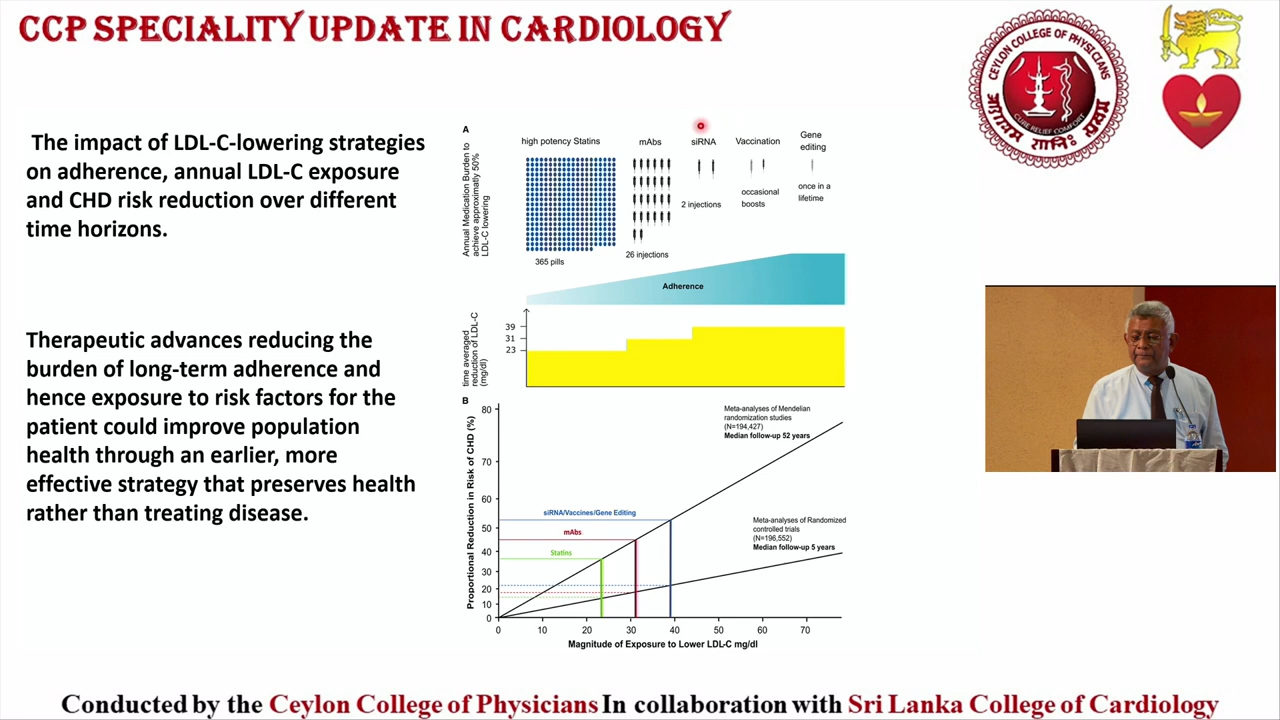 CCP SPECIALITY UPDATE IN CARDIOLOGY
CEYLON COLLEGE OF PHYSICIANS
CURE RELIEF COMFORT
The impact of LDL-C-lowering strategies
on adherence, annual LDL-C exposure
and CHD risk reduction over different
time horizons.
Therapeutic advances reducing the
burden of long-term adherence and
hence exposure to risk factors for the
patient could improve population
health through an earlier, more
effective strategy that preserves health
rather than treating disease.
A
Annual Medication Burden to
achieve approximatly 50%
LDL-C lowering
high potency Statins
mAbs
siRNA
Vaccination
Gene
editing
365 pills
26 injections
2 injections
occasional
boosts
once in a
lifetime
Adherence
time averaged
reduction of LDL-C
(mg/dl)
39
31
23
B
Proportional Reduction in Risk of CHD (%)
80
70
60
50
40
30
20
10
0
Meta-analyses of Mendelian
randomization studies
(N=194,427)
Median follow-up 52 years
siRNA/Vaccines/Gene Editing
mAbs
Statins
Meta-analyses of Randomized
controlled trials
(N=196,552)
Median follow-up 5 years
0 10 20 30 40 50 60 70
Magnitude of Exposure to Lower LDL-C mg/dl
Conducted by the Ceylon College of Physicians In collaboration with Sri Lanka College of Cardiology